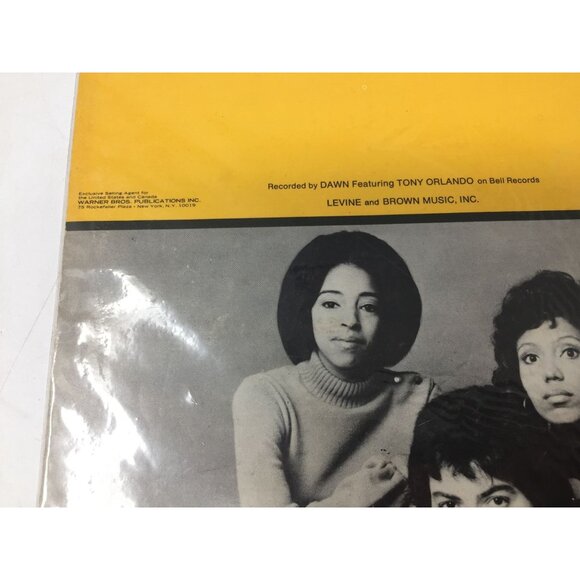 Recorded by DAWN Featuring TONY ORLANDO on Bell Records
LEVINE and BROWN MUSIC, INC.
Exclusive Selling Agent for
the United States and Canada
WARNER BROS. PUBLICATIONS INC.
75 Rockefeller Plaza - New York, N.Y. 10019